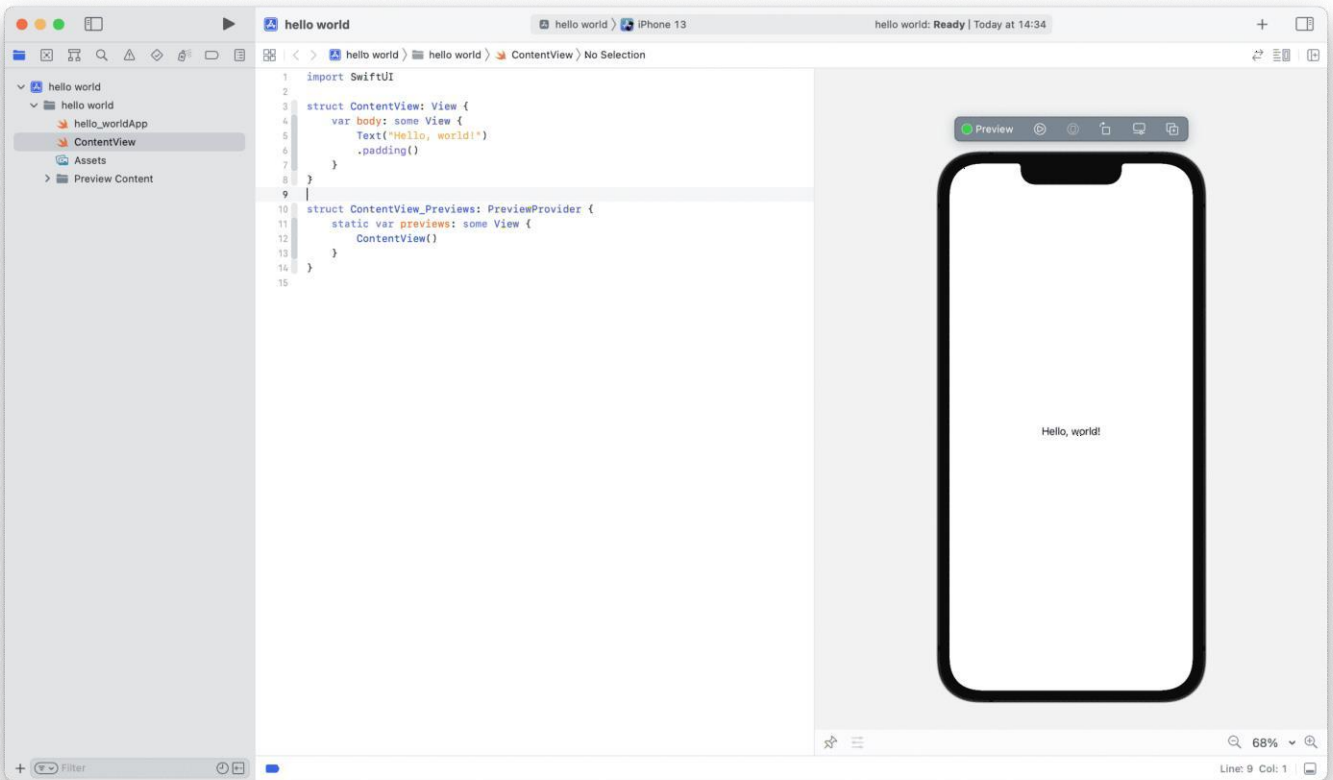 hello world
hello world 〉 iPhone 13
hello world: Ready | Today at 14:34
hello world 〉 hello world 〉 ContentView 〉 No Selection
hello world
hello world
hello_worldApp
ContentView
Assets
Preview Content
Filter
1 import SwiftUI
2
3 struct ContentView: View {
4 var body: some View {
5 Text("Hello, world!")
6 .padding()
7 }
8 }
9
10 struct ContentView_Previews: PreviewProvider {
11 static var previews: some View {
12 ContentView()
13 }
14 }
15
Preview
Hello, world!
68%
Line: 9 Col: 1